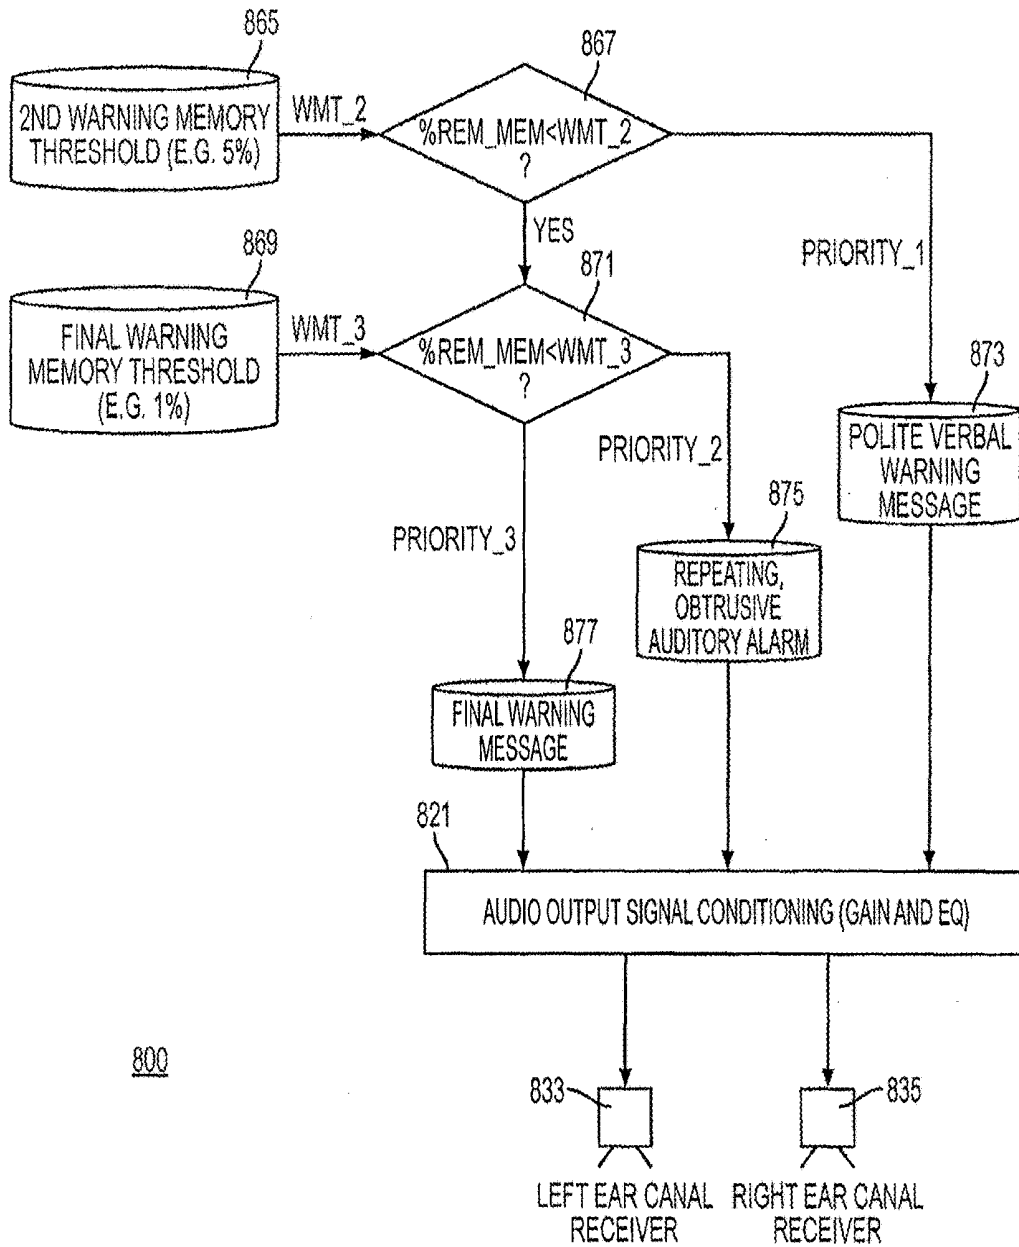 865
2ND WARNING MEMORY
THRESHOLD (E.G. 5%)
WMT_2
867
%REM_MEM<WMT_2
?
YES
PRIORITY_1
869
FINAL WARNING
MEMORY THRESHOLD
(E.G. 1%)
WMT_3
871
%REM_MEM<WMT_3
?
PRIORITY_2
873
POLITE VERBAL
WARNING
MESSAGE
PRIORITY_3
875
REPEATING,
OBTRUSIVE
AUDITORY ALARM
877
FINAL WARNING
MESSAGE
821
AUDIO OUTPUT SIGNAL CONDITIONING (GAIN AND EQ)
800
833
LEFT EAR CANAL
RECEIVER
835
RIGHT EAR CANAL
RECEIVER